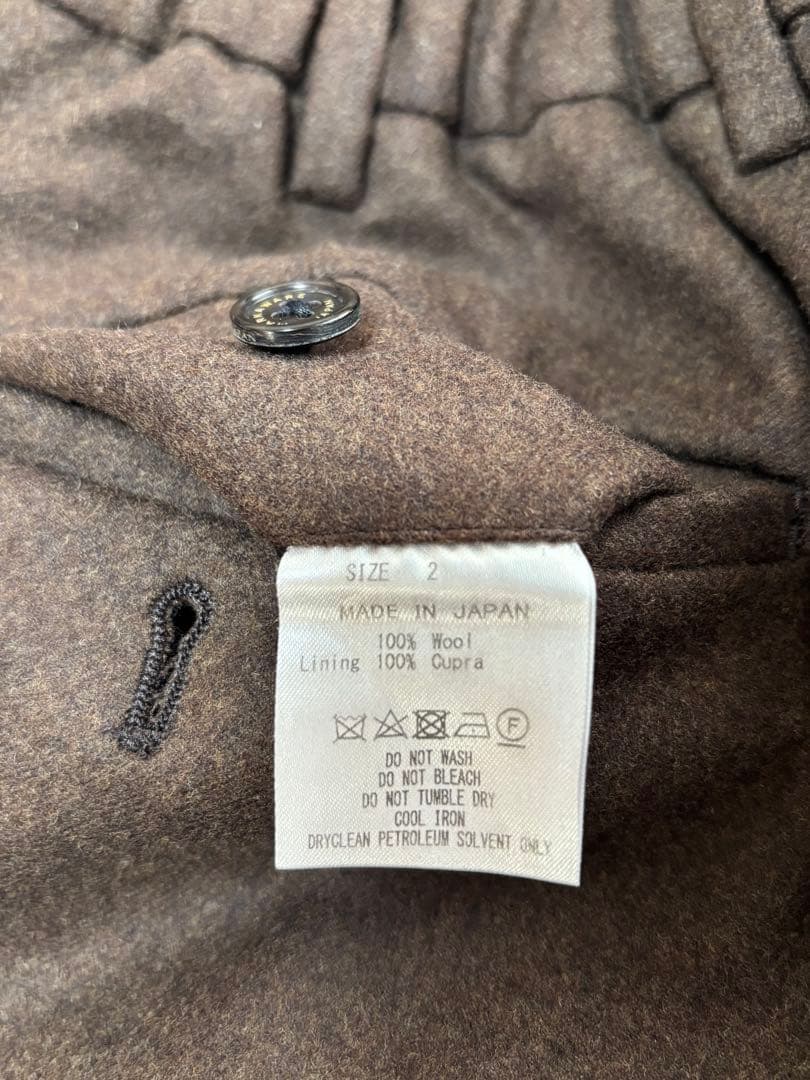 SIZE 2
MADE IN JAPAN
100% Wool
Lining 100% Cupra
F
DO NOT WASH
DO NOT BLEACH
DO NOT TUMBLE DRY
COOL IRON
DRYCLEAN PETROLEUM SOLVENT ONLY